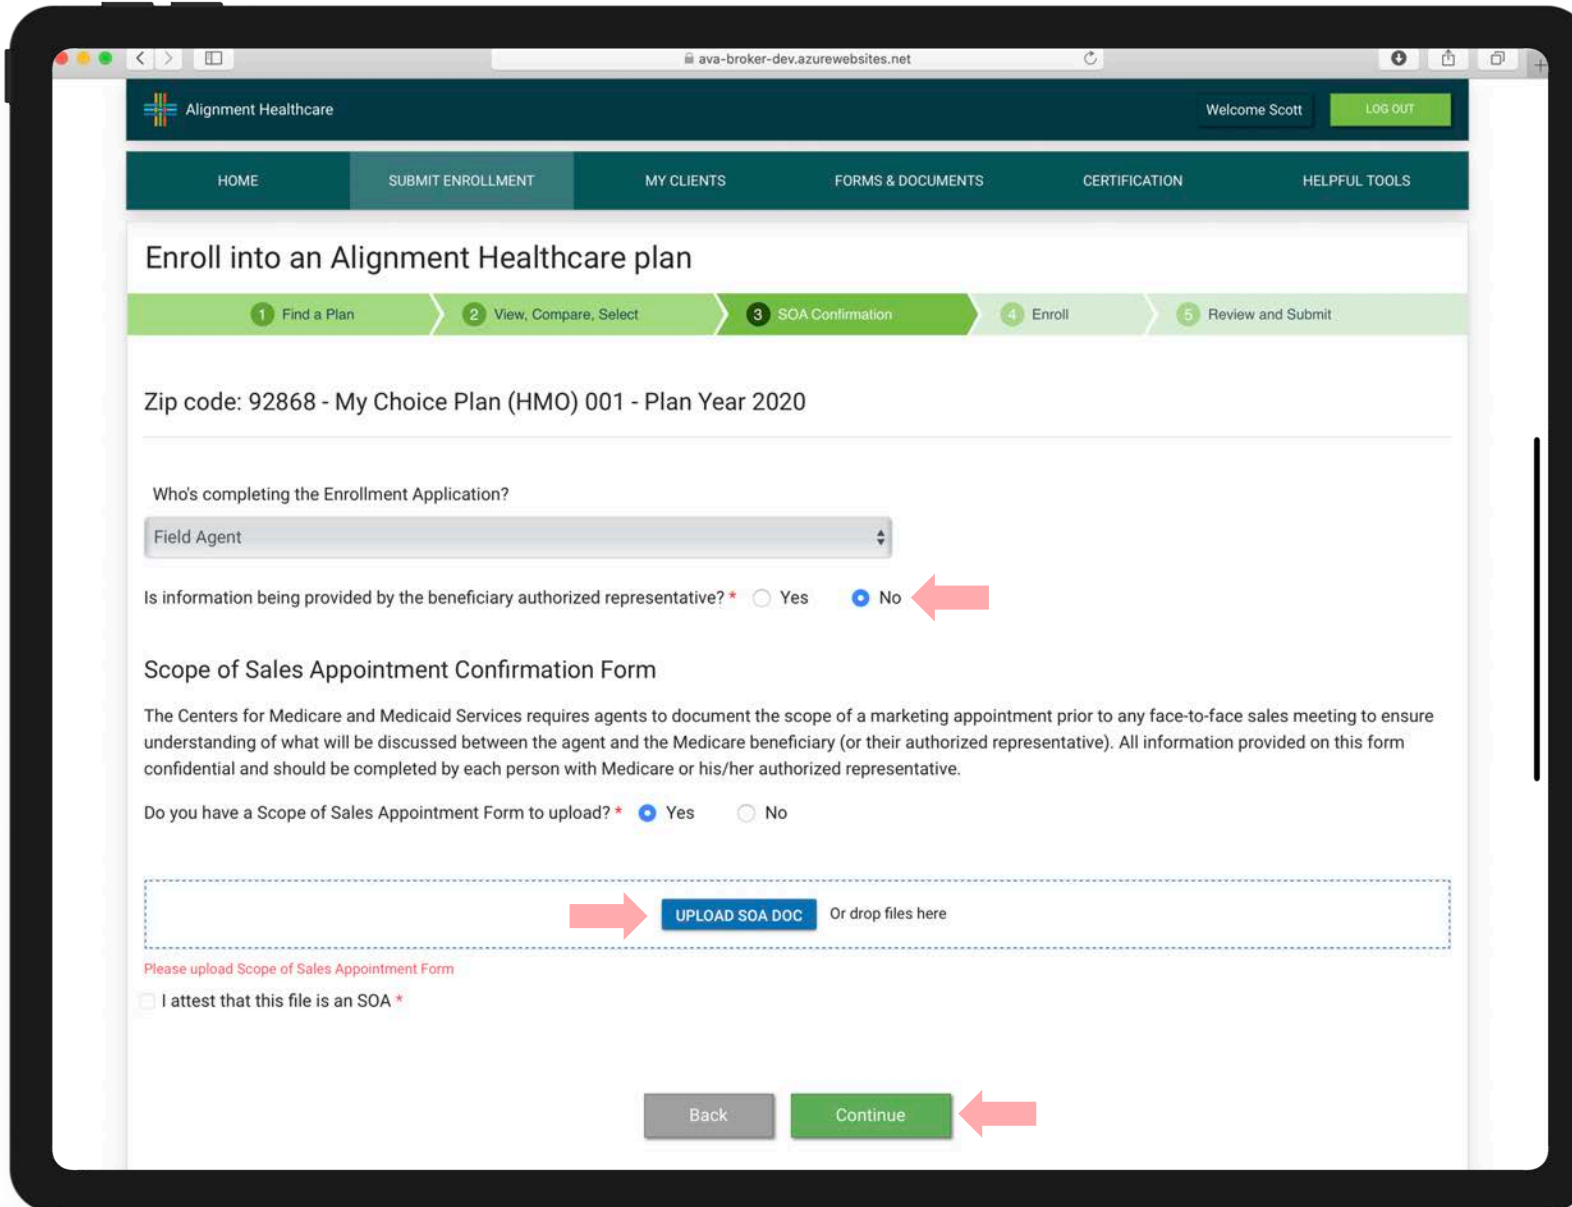 ava-broker-dev.azurewebsites.net
Alignment Healthcare
Welcome Scott
LOG OUT
HOME
SUBMIT ENROLLMENT
MY CLIENTS
FORMS & DOCUMENTS
CERTIFICATION
HELPFUL TOOLS
Enroll into an Alignment Healthcare plan
1 Find a Plan
2 View, Compare, Select
3 SOA Confirmation
4 Enroll
5 Review and Submit
Zip code: 92868 - My Choice Plan (HMO) 001 - Plan Year 2020
Who's completing the Enrollment Application?
Field Agent
Is information being provided by the beneficiary authorized representative? * Yes No
Scope of Sales Appointment Confirmation Form
The Centers for Medicare and Medicaid Services requires agents to document the scope of a marketing appointment prior to any face-to-face sales meeting to ensure
understanding of what will be discussed between the agent and the Medicare beneficiary (or their authorized representative). All information provided on this form
confidential and should be completed by each person with Medicare or his/her authorized representative.
Do you have a Scope of Sales Appointment Form to upload? * Yes No
UPLOAD SOA DOC Or drop files here
Please upload Scope of Sales Appointment Form
I attest that this file is an SOA *
Back
Continue